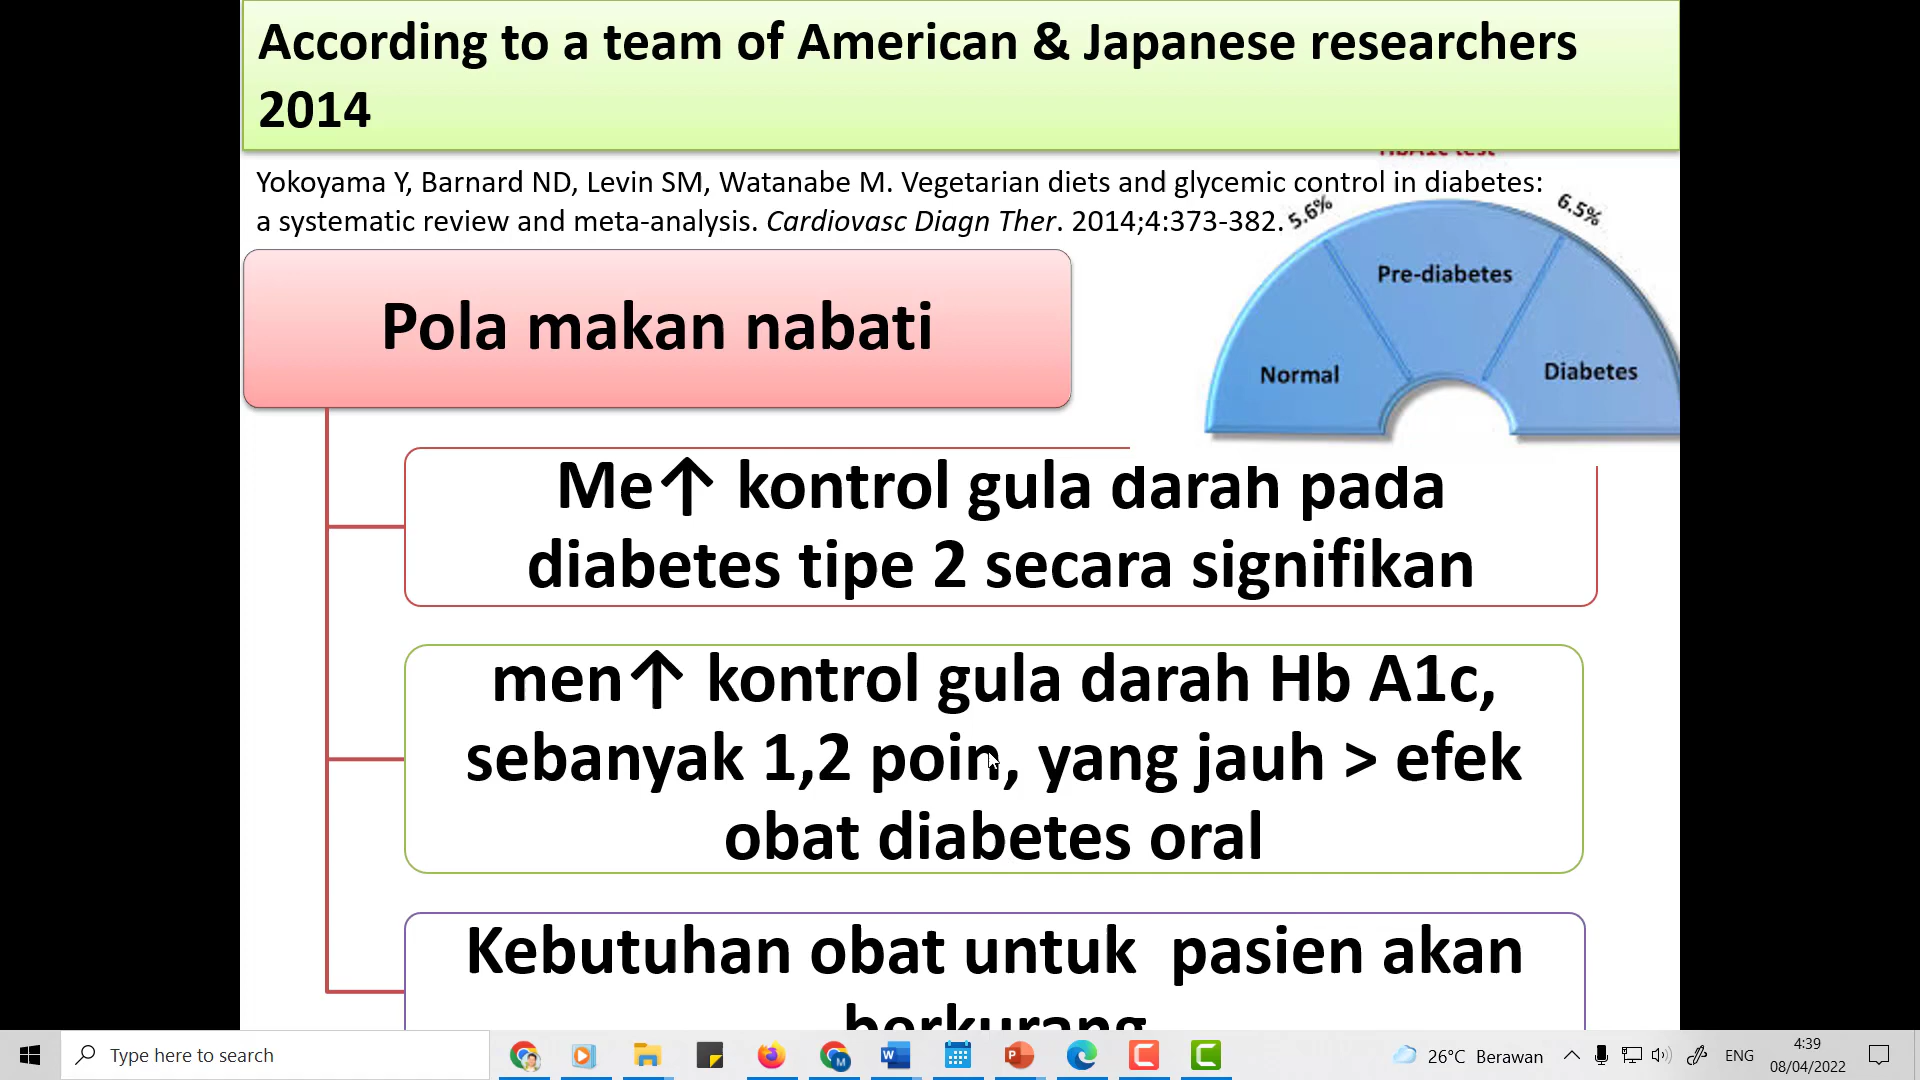 According to a team of American & Japanese researchers
2014
HbA1c test
Yokoyama Y, Barnard ND, Levin SM, Watanabe M. Vegetarian diets and glycemic control in diabetes:
a systematic review and meta-analysis. Cardiovasc Diagn Ther. 2014;4:373-382.
5.6%
6.5%
Pre-diabetes
Normal
Diabetes
Pola makan nabati
Me↑ kontrol gula darah pada
diabetes tipe 2 secara signifikan
men↑ kontrol gula darah Hb A1c,
sebanyak 1,2 poin, yang jauh > efek
obat diabetes oral
Kebutuhan obat untuk pasien akan
berkurang
Type here to search
26°C Berawan
ENG
4:39
08/04/2022